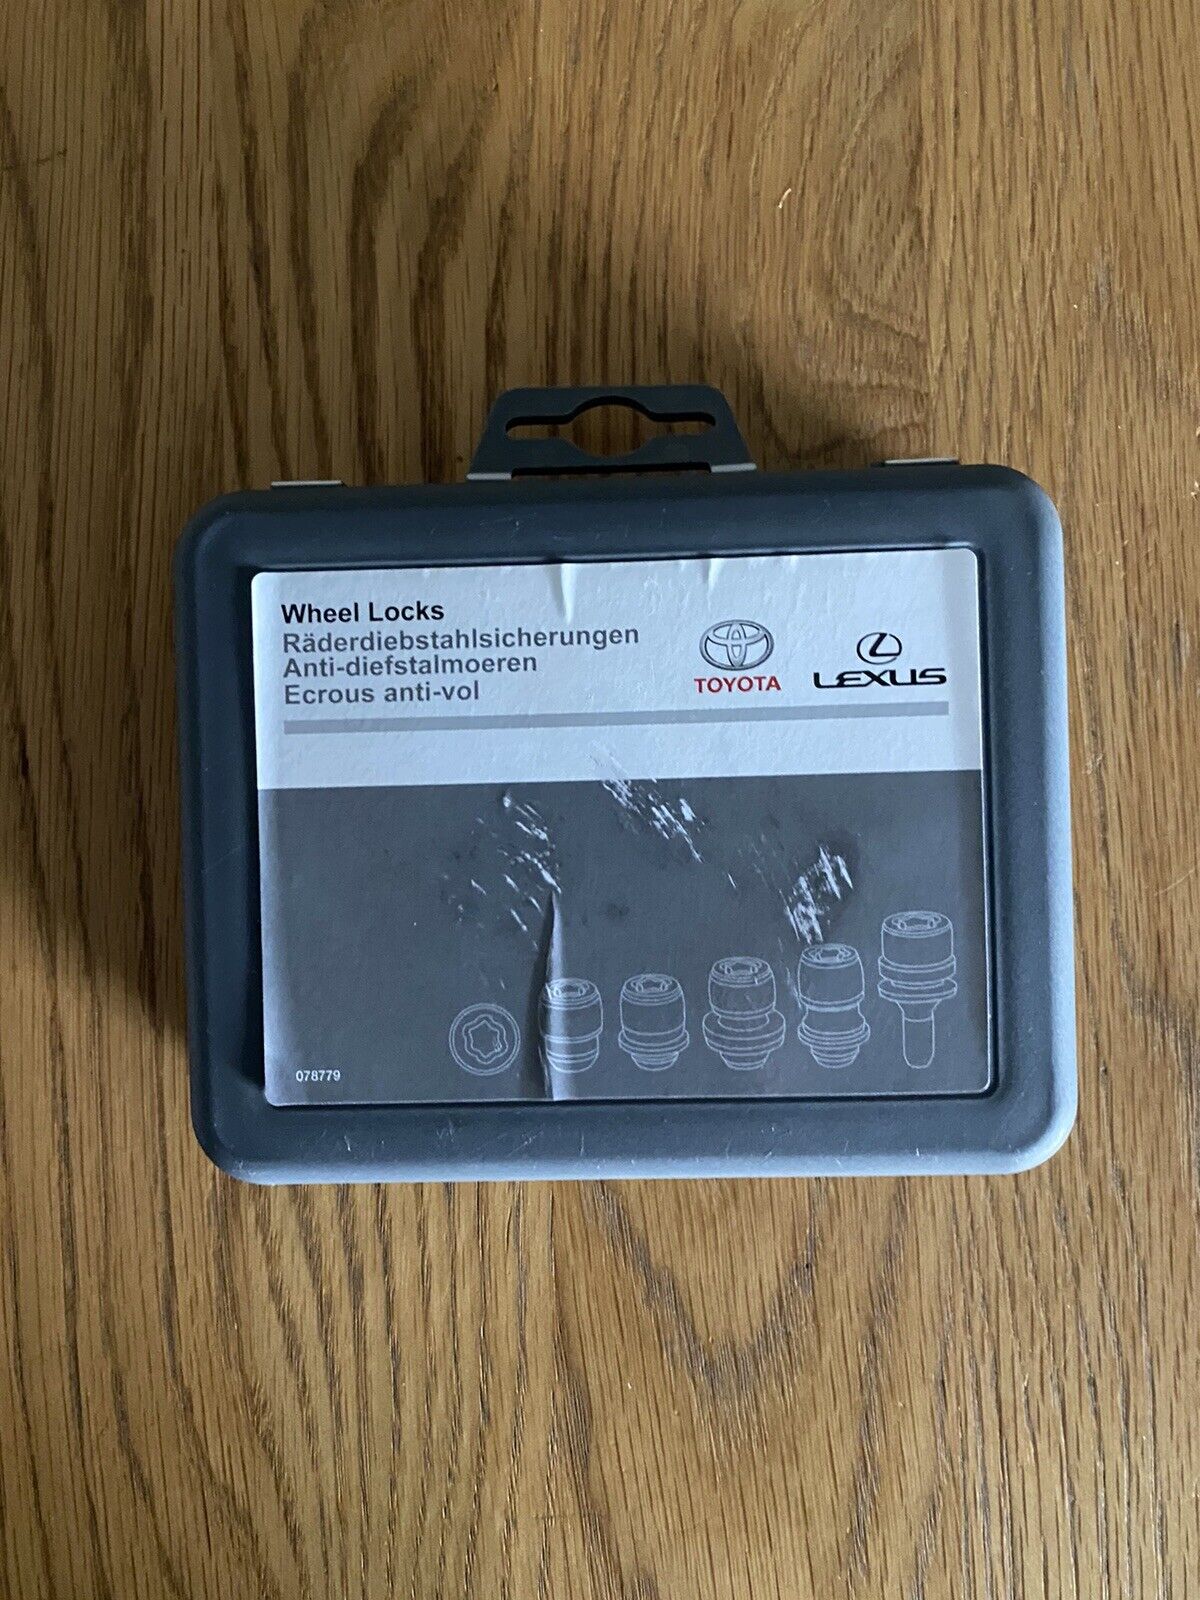 Wheel Locks
Räderdiebstahlsicherungen
Anti-diefstalmoeren
Ecrous anti-vol
TOYOTA
LEXUS
078779